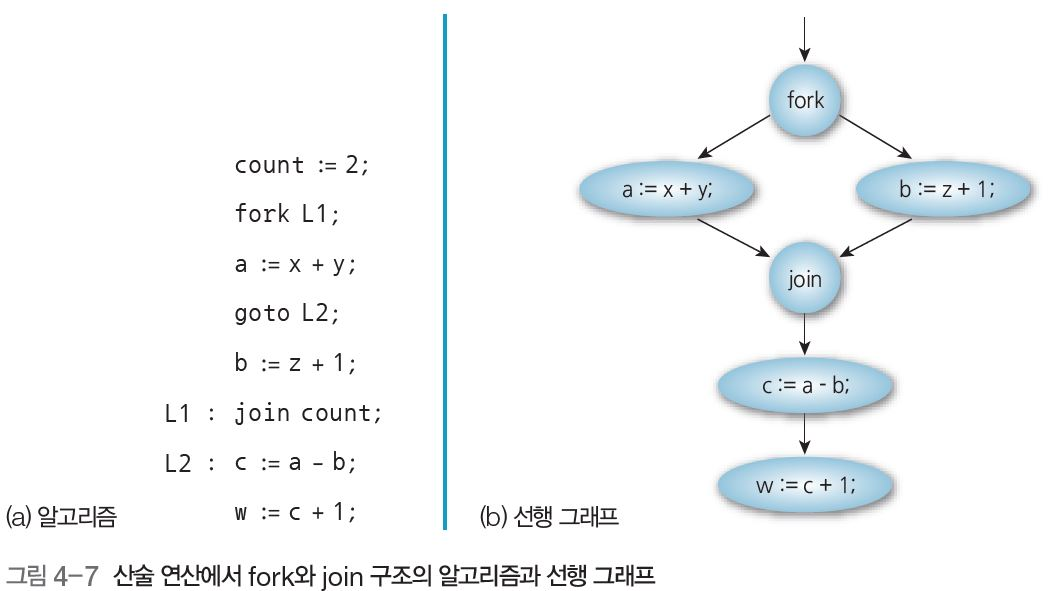 count := 2;
fork L1;
a := x + y;
goto L2;
b := z + 1;
L1 : join count;
L2 : c := a - b;
w := c + 1;
(a) 알고리즘
fork
a := x + y;
b := z + 1;
join
c := a - b;
w := c + 1;
(b) 선행 그래프
그림 4-7 산술 연산에서 fork와 join 구조의 알고리즘과 선행 그래프